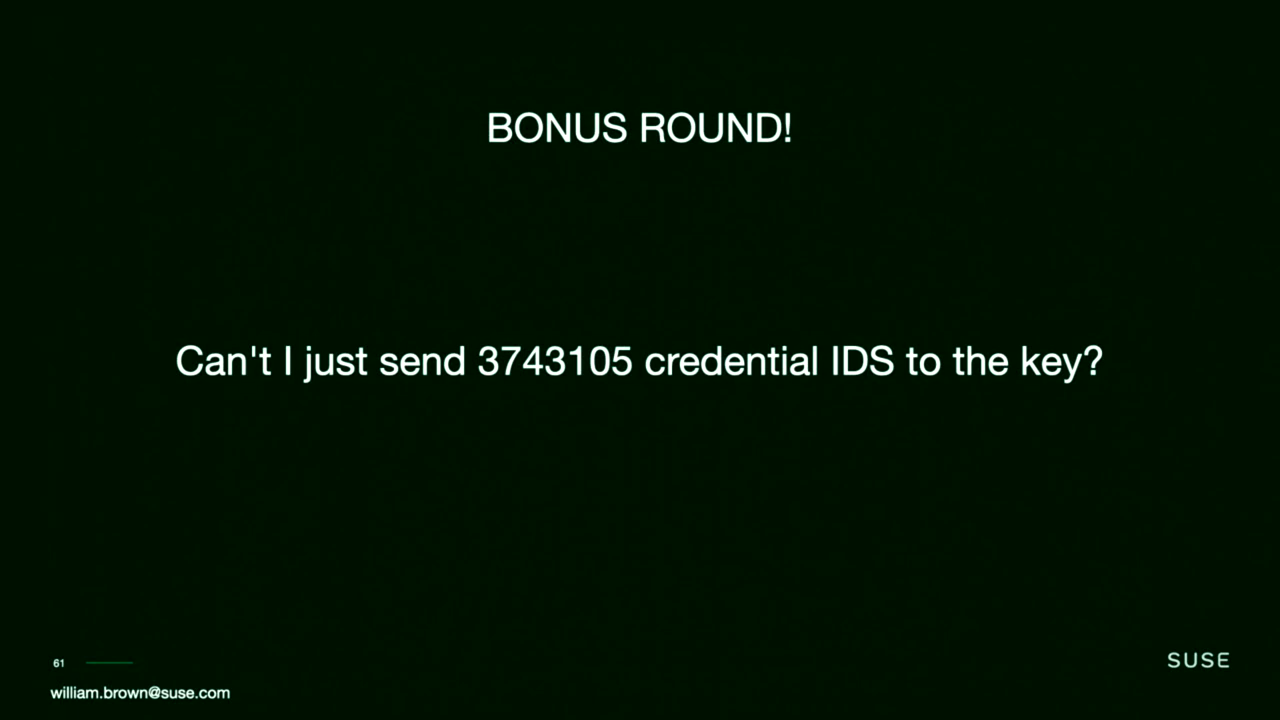 BONUS ROUND!
Can't I just send 3743105 credential IDS to the key?
61
SUSE
william.brown@suse.com